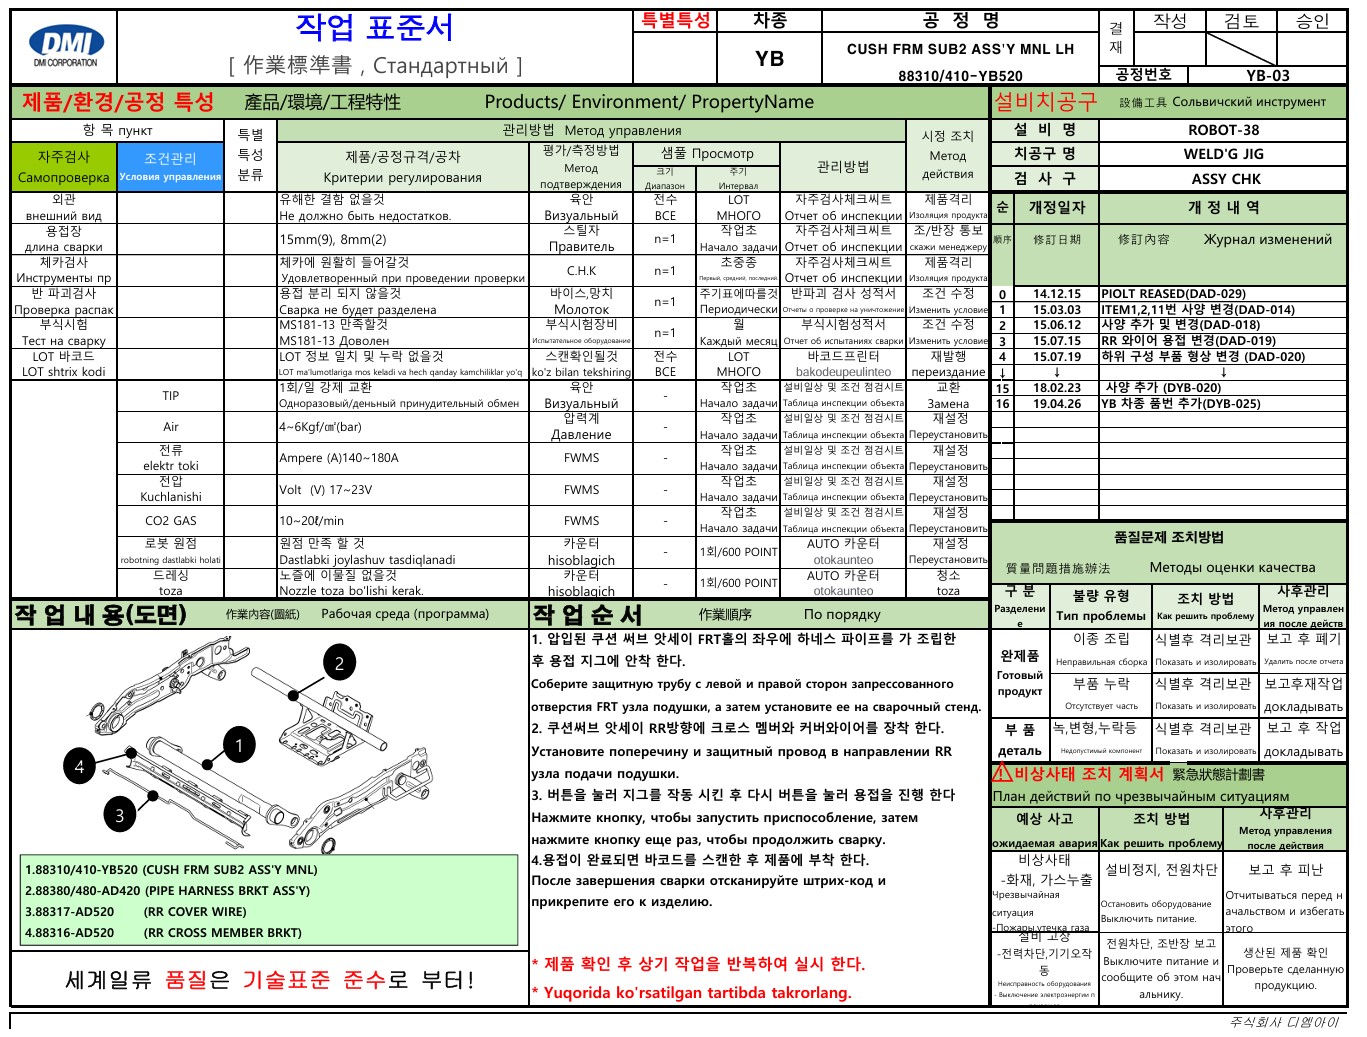 DMI
DMI CORPORATION
작업 표준서
[ 作業標準書 , Стандартный ]
특별특성
차종
YB
공 정 명
CUSH FRM SUB2 ASS'Y MNL LH
88310/410-YB520
결재
작성
검토
승인
공정번호
YB-03
제품/환경/공정 특성 産品/環境/工程特性 Products/ Environment/ PropertyName
설비치공구 設備工具 Сольвичский инструмент
항 목 пункт
특별
특성
분류
관리방법 Метод управления
시정 조치
Метод
действия
자주검사
Самопроверка
조건관리
Условия управления
제품/공정규격/공차
Критерии регулирования
평가/측정방법
Метод
подтверждения
샘풀 Просмотр
크기
Диапазон
주기
Интервал
관리방법
설 비 명
ROBOT-38
치공구 명
WELD'G JIG
검 사 구
ASSY CHK
순
개정일자
개 정 내 역
順序
修訂日期
修訂內容 Журнал изменений
외관
внешний вид
유해한 결함 없을것
Не должно быть недостатков.
육안
Визуальный
전수
ВСЕ
LOT
МНОГО
자주검사체크씨트
Отчет об инспекции
제품격리
Изоляция продукта
용접장
длина сварки
15mm(9), 8mm(2)
스틸자
Правитель
n=1
작업초
Начало задачи
자주검사체크씨트
Отчет об инспекции
조/반장 통보
скажи менеджеру
체카검사
Инструменты пр
체카에 원활히 들어갈것
Удовлетворенный при проведении проверки
C.H.K
n=1
초중종
Первый, средний, последний
자주검사체크씨트
Отчет об инспекции
제품격리
Изоляция продукта
반 파괴검사
Проверка распак
용접 분리 되지 않을것
Сварка не будет разделена
바이스,망치
Молоток
n=1
주기표에따를것
Периодически
반파괴 검사 성적서
Отчеты о проверке на уничтожение
조건 수정
Изменить условие
부식시험
Тест на сварку
MS181-13 만족할것
MS181-13 Доволен
부식시험장비
Испытательное оборудование
n=1
월
Каждый месяц
부식시험성적서
Отчет об испытаниях сварки
조건 수정
Изменить условие
LOT 바코드
LOT shtrix kodi
LOT 정보 일치 및 누락 없을것
LOT ma'lumotlariga mos keladi va hech qanday kamchiliklar yo'q
스캔확인될것
ko'z bilan tekshiring
전수
ВСЕ
LOT
МНОГО
바코드프린터
bakodeupeulinteo
재발행
переиздание
TIP
1회/일 강제 교환
Одноразовый/деньный принудительный обмен
육안
Визуальный
-
작업초
Начало задачи
설비일상 및 조건 점검시트
Таблица инспекции объекта
교환
Замена
Air
4~6Kgf/㎠(bar)
압력계
Давление
-
작업초
Начало задачи
설비일상 및 조건 점검시트
Таблица инспекции объекта
재설정
Переустановить
전류
elektr toki
Ampere (A)140~180A
FWMS
-
작업초
Начало задачи
설비일상 및 조건 점검시트
Таблица инспекции объекта
재설정
Переустановить
전압
Kuchlanishi
Volt (V) 17~23V
FWMS
-
작업초
Начало задачи
설비일상 및 조건 점검시트
Таблица инспекции объекта
재설정
Переустановить
CO2 GAS
10~20ℓ/min
FWMS
-
작업초
Начало задачи
설비일상 및 조건 점검시트
Таблица инспекции объекта
재설정
Переустановить
로봇 원점
robotning dastlabki holati
원점 만족 할 것
Dastlabki joylashuv tasdiqlanadi
카운터
hisoblagich
-
1회/600 POINT
AUTO 카운터
otokaunteo
재설정
Переустановить
드레싱
toza
노즐에 이물질 없을것
Nozzle toza bo'lishi kerak.
카운터
hisoblagich
-
1회/600 POINT
AUTO 카운터
otokaunteo
청소
toza
0 14.12.15 PIOLT REASED(DAD-029)
1 15.03.03 ITEM1,2,11번 사양 변경(DAD-014)
2 15.06.12 사양 추가 및 변경(DAD-018)
3 15.07.15 RR 와이어 용접 변경(DAD-019)
4 15.07.19 하위 구성 부품 형상 변경 (DAD-020)
↓ ↓ ↓
15 18.02.23 사양 추가 (DYB-020)
16 19.04.26 YB 차종 품번 추가(DYB-025)
품질문제 조치방법
質量問題措施辦法 Методы оценки качества
구 분
Разделени
е
불량 유형
Тип проблемы
조치 방법
Как решить проблему
사후관리
Метод управлен
ия после действ
완제품
Готовый
продукт
이종 조립
Неправильная сборка
식별후 격리보관
Показать и изолировать
보고 후 폐기
Удалить после отчета
부품 누락
Отсутствует часть
식별후 격리보관
Показать и изолировать
보고후재작업
докладывать
부 품
деталь
녹,변형,누락등
Недопустимый компонент
식별후 격리보관
Показать и изолировать
보고 후 작업
докладывать
비상사태 조치 계획서 緊急狀態計劃書
План действий по чрезвычайным ситуациям
예상 사고
ожидаемая авария
조치 방법
Как решить проблему
사후관리
Метод управления
после действия
비상사태
-화재, 가스누출
Чрезвычайная
ситуация
-Пожары,утечка газа
설비정지, 전원차단
Остановить оборудование
Выключить питание.
보고 후 피난
Отчитываться перед н
ачальством и избегать
этого
설비 고장
-전력차단,기기오작
동
Неисправность оборудования
- Выключение электроэнергии п
전원차단, 조반장 보고
Выключите питание и
сообщите об этом нач
альнику.
생산된 제품 확인
Проверьте сделанную
продукцию.
작 업 내 용(도면) 作業內容(圖紙) Рабочая среда (программа)
작 업 순 서 作業順序 По порядку
2
1
4
3
1.88310/410-YB520 (CUSH FRM SUB2 ASS'Y MNL)
2.88380/480-AD420 (PIPE HARNESS BRKT ASS'Y)
3.88317-AD520 (RR COVER WIRE)
4.88316-AD520 (RR CROSS MEMBER BRKT)
세계일류 품질은 기술표준 준수로 부터!
1. 압입된 쿠션 써브 앗세이 FRT홀의 좌우에 하네스 파이프를 가 조립한
후 용접 지그에 안착 한다.
Соберите защитную трубу с левой и правой сторон запрессованного
отверстия FRT узла подушки, а затем установите ее на сварочный стенд.
2. 쿠션써브 앗세이 RR방향에 크로스 멤버와 커버와이어를 장착 한다.
Установите поперечину и защитный провод в направлении RR
узла подачи подушки.
3. 버튼을 눌러 지그를 작동 시킨 후 다시 버튼을 눌러 용접을 진행 한다
Нажмите кнопку, чтобы запустить приспособление, затем
нажмите кнопку еще раз, чтобы продолжить сварку.
4.용접이 완료되면 바코드를 스캔한 후 제품에 부착 한다.
После завершения сварки отсканируйте штрих-код и
прикрепите его к изделию.
* 제품 확인 후 상기 작업을 반복하여 실시 한다.
* Yuqorida ko'rsatilgan tartibda takrorlang.
주식회사 디엠아이